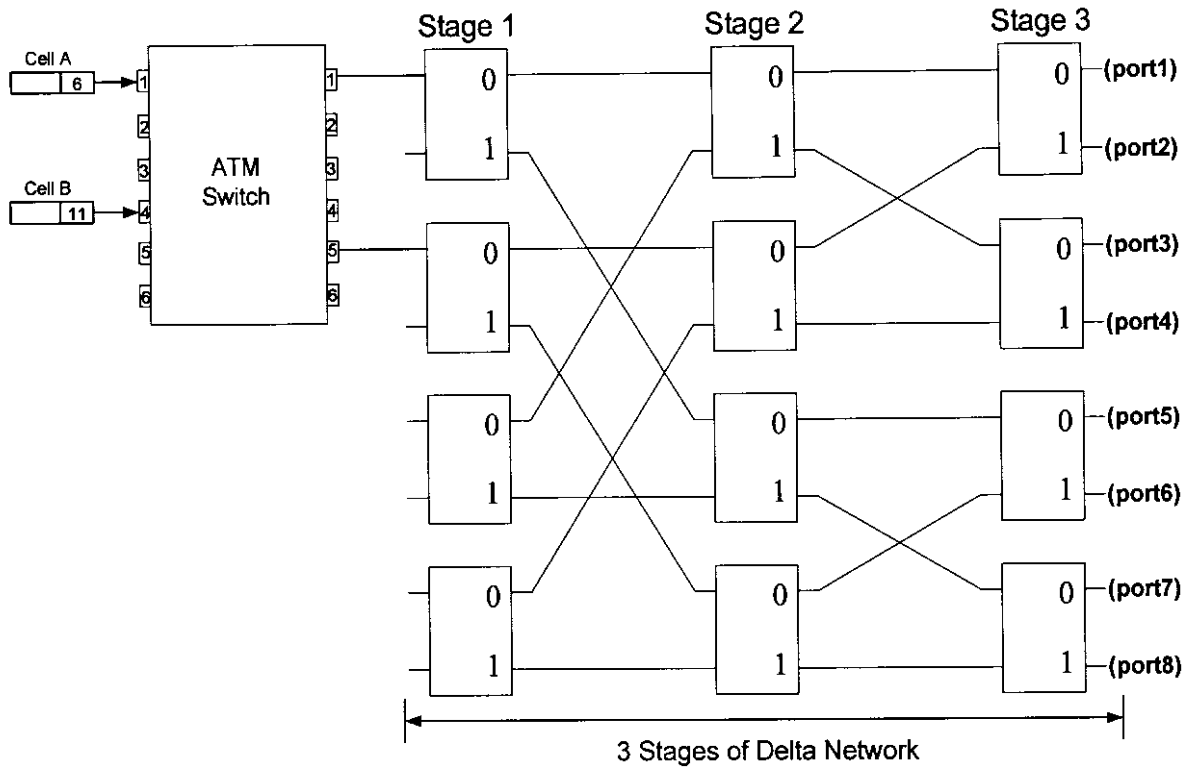 Stage 1
Stage 2
Stage 3
Cell A
6
Cell B
11
1
2
3
4
5
6
ATM
Switch
1
2
3
4
5
6
0
1
0
1
0
1
0
1
0
1
0
1
0
1
0
1
0
1
0
1
0
1
0
1
(port1)
(port2)
(port3)
(port4)
(port5)
(port6)
(port7)
(port8)
3 Stages of Delta Network